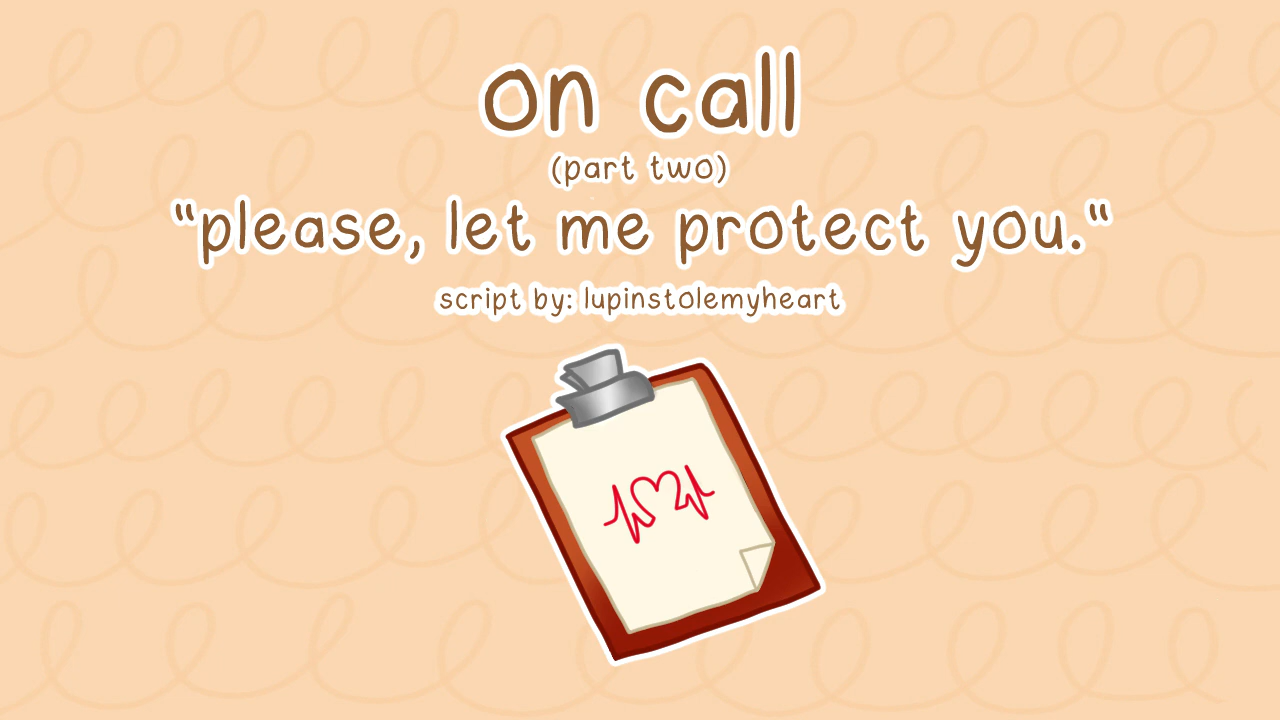 on call
(part two)
"please, let me protect you."
script by: lupinstolemyheart